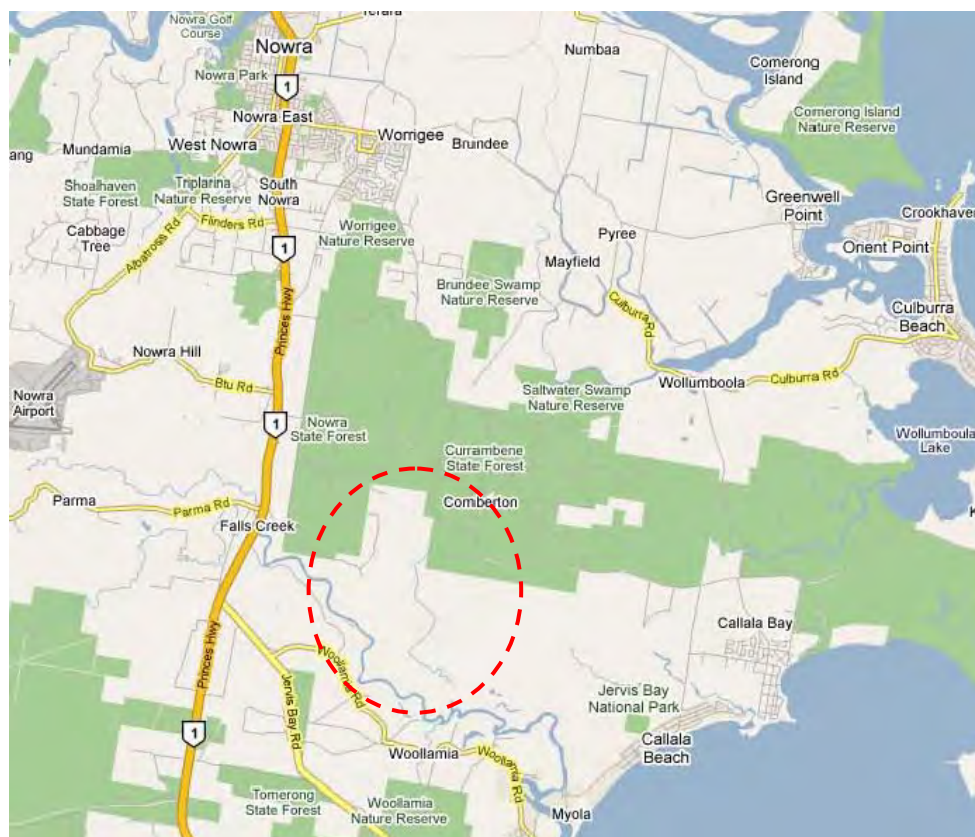 Nowra Golf
Course
Terara
Nowra
Numbaa
Comerong
Island
Nowra Park
1
Comerong Island
Nature Reserve
Nowra East
Worrigee
West Nowra
Brundee
ang
Mundamia
Shoalhaven
State Forest
Triplarina
Nature Reserve
South
Nowra
Greenwell
Point
Crookhaven
Flinders Rd
Worrigee
Nature Reserve
Cabbage
Tree
Albatross Rd
1
Pyree
Orient Point
Mayfield
Brundee Swamp
Nature Reserve
Princes Hwy
Culburra Rd
Culburra
Beach
Nowra Hill
Btu Rd
Wollumboola
Culburra Rd
Nowra
Airport
Saltwater Swamp
Nature Reserve
1
Nowra
State Forest
Currambene
State Forest
Wollumboola
Lake
Parma
Parma Rd
Comberton
K
Falls Creek
Callala Bay
Princes Hwy
Woollamia Rd
Jervis Bay Rd
Jervis Bay
National Park
1
Callala
Beach
Woollamia
Woollamia Rd
Tomerong
State Forest
Woollamia
Nature Reserve
Myola